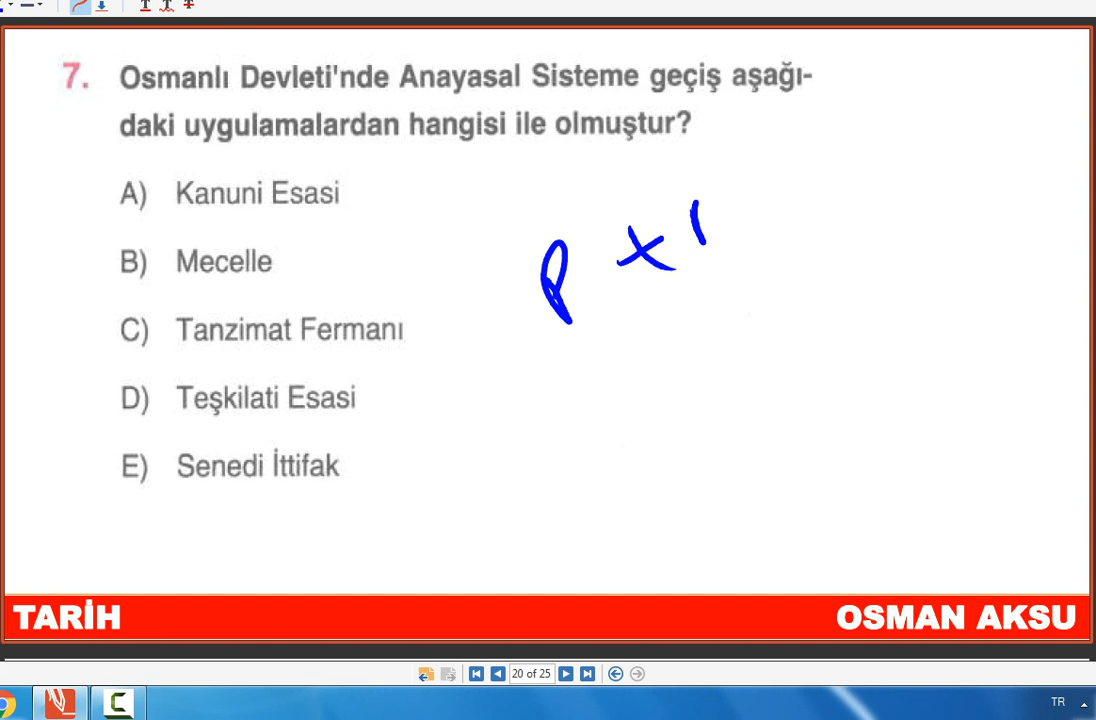 7. Osmanlı Devleti'nde Anayasal Sisteme geçiş aşağı-
daki uygulamalardan hangisi ile olmuştur?
A) Kanuni Esasi
B) Mecelle
C) Tanzimat Fermanı
D) Teşkilati Esasi
E) Senedi İttifak
TARİH
OSMAN AKSU
20 of 25
TR